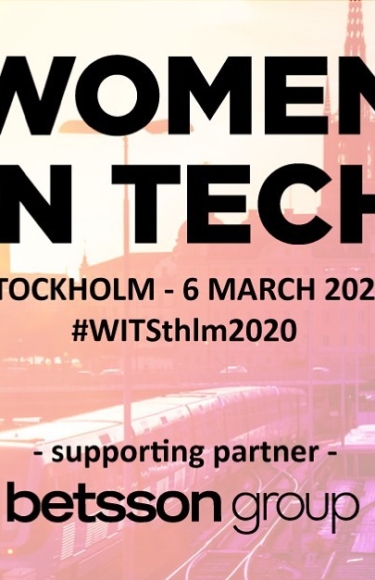 WOMEN
N TECH
TOCKHOLM - 6 MARCH 202
#WITSthlm2020
- supporting partner -
betsson group